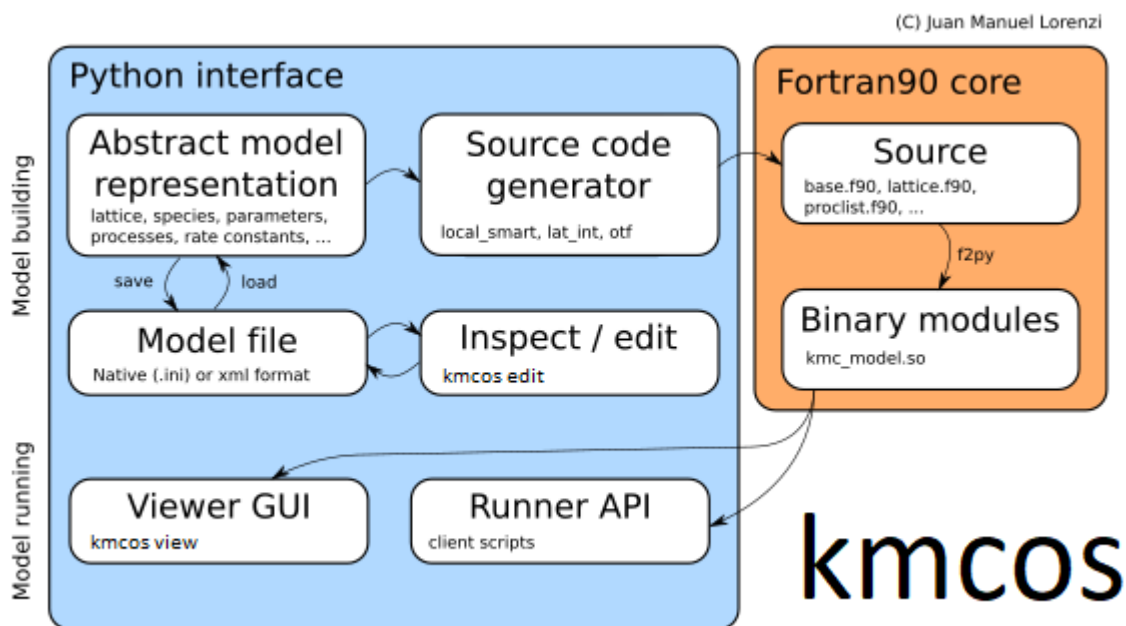 (C) Juan Manuel Lorenzi
Python interface
Fortran90 core
Model building
Abstract model
representation
lattice, species, parameters,
processes, rate constants, ...
Source code
generator
local_smart, lat_int, otf
Source
base.f90, lattice.f90,
proclist.f90, ...
save
load
f2py
Model file
Native (.ini) or xml format
Inspect / edit
kmcos edit
Binary modules
kmc_model.so
Model running
Viewer GUI
kmcos view
Runner API
client scripts
kmcos